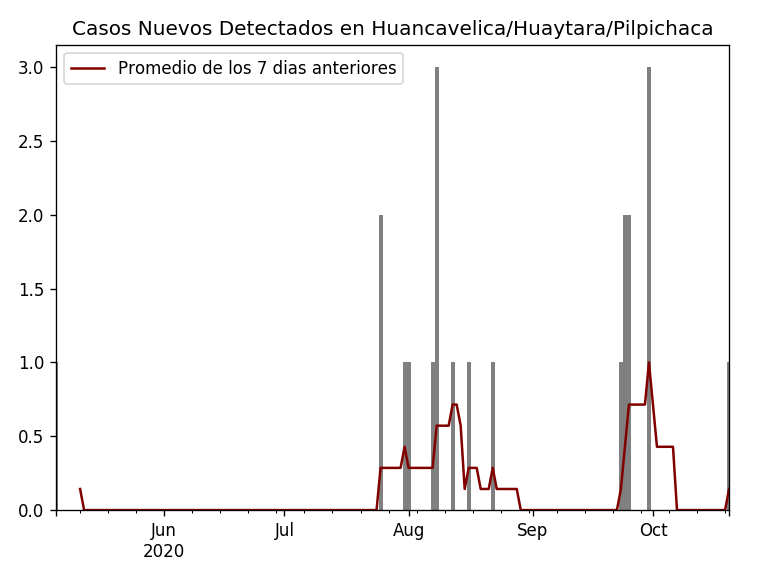 Casos Nuevos Detectados en Huancavelica/Huaytara/Pilpichaca
Promedio de los 7 dias anteriores
3.0
2.5
2.0
1.5
1.0
0.5
0.0
Jun Jul Aug Sep Oct
2020